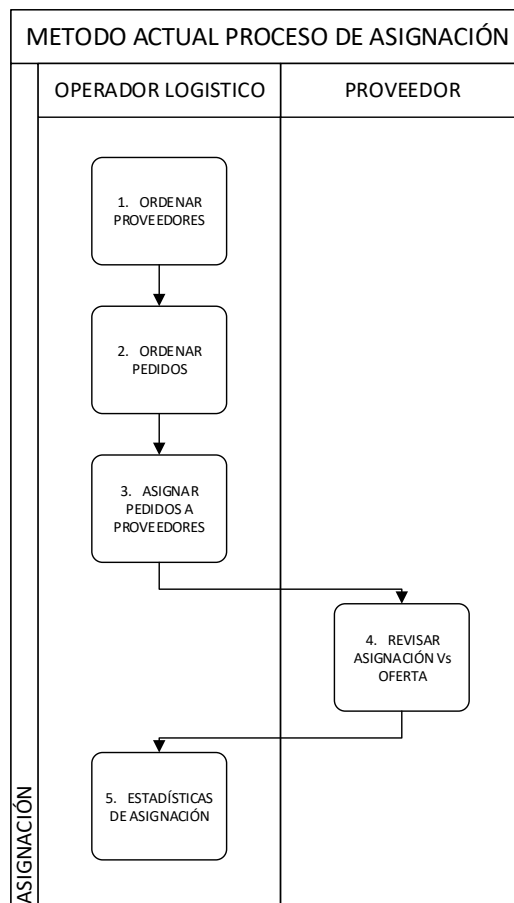 METODO ACTUAL PROCESO DE ASIGNACIÓN
OPERADOR LOGISTICO
PROVEEDOR
1. ORDENAR
PROVEEDORES
2. ORDENAR
PEDIDOS
3. ASIGNAR
PEDIDOS A
PROVEEDORES
4. REVISAR
ASIGNACIÓN Vs
OFERTA
5. ESTADÍSTICAS
DE ASIGNACIÓN
ASIGNACIÓN